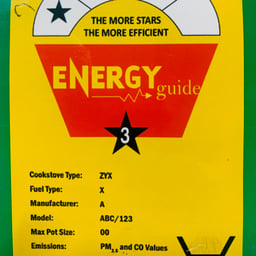 THE MORE STARS
THE MORE EFFICIENT
ENERGY
guide
3
Cookstove Type: ZYX
Fuel Type: X
Manufacturer: A
Model: ABC/123
Max Pot Size: 00
Emissions: PM2.5 and CO Values